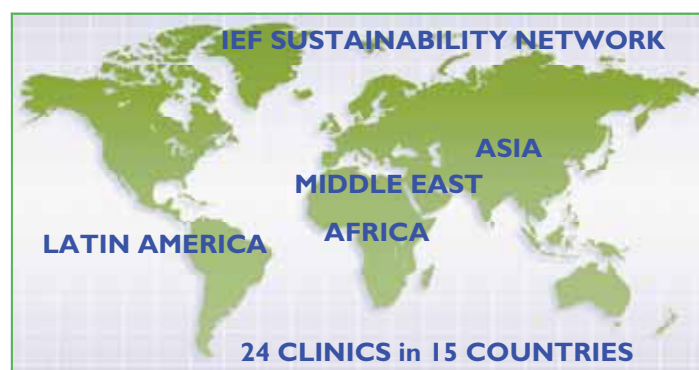 IEF SUSTAINABILITY NETWORK
ASIA
MIDDLE EAST
AFRICA
LATIN AMERICA
24 CLINICS in 15 COUNTRIES